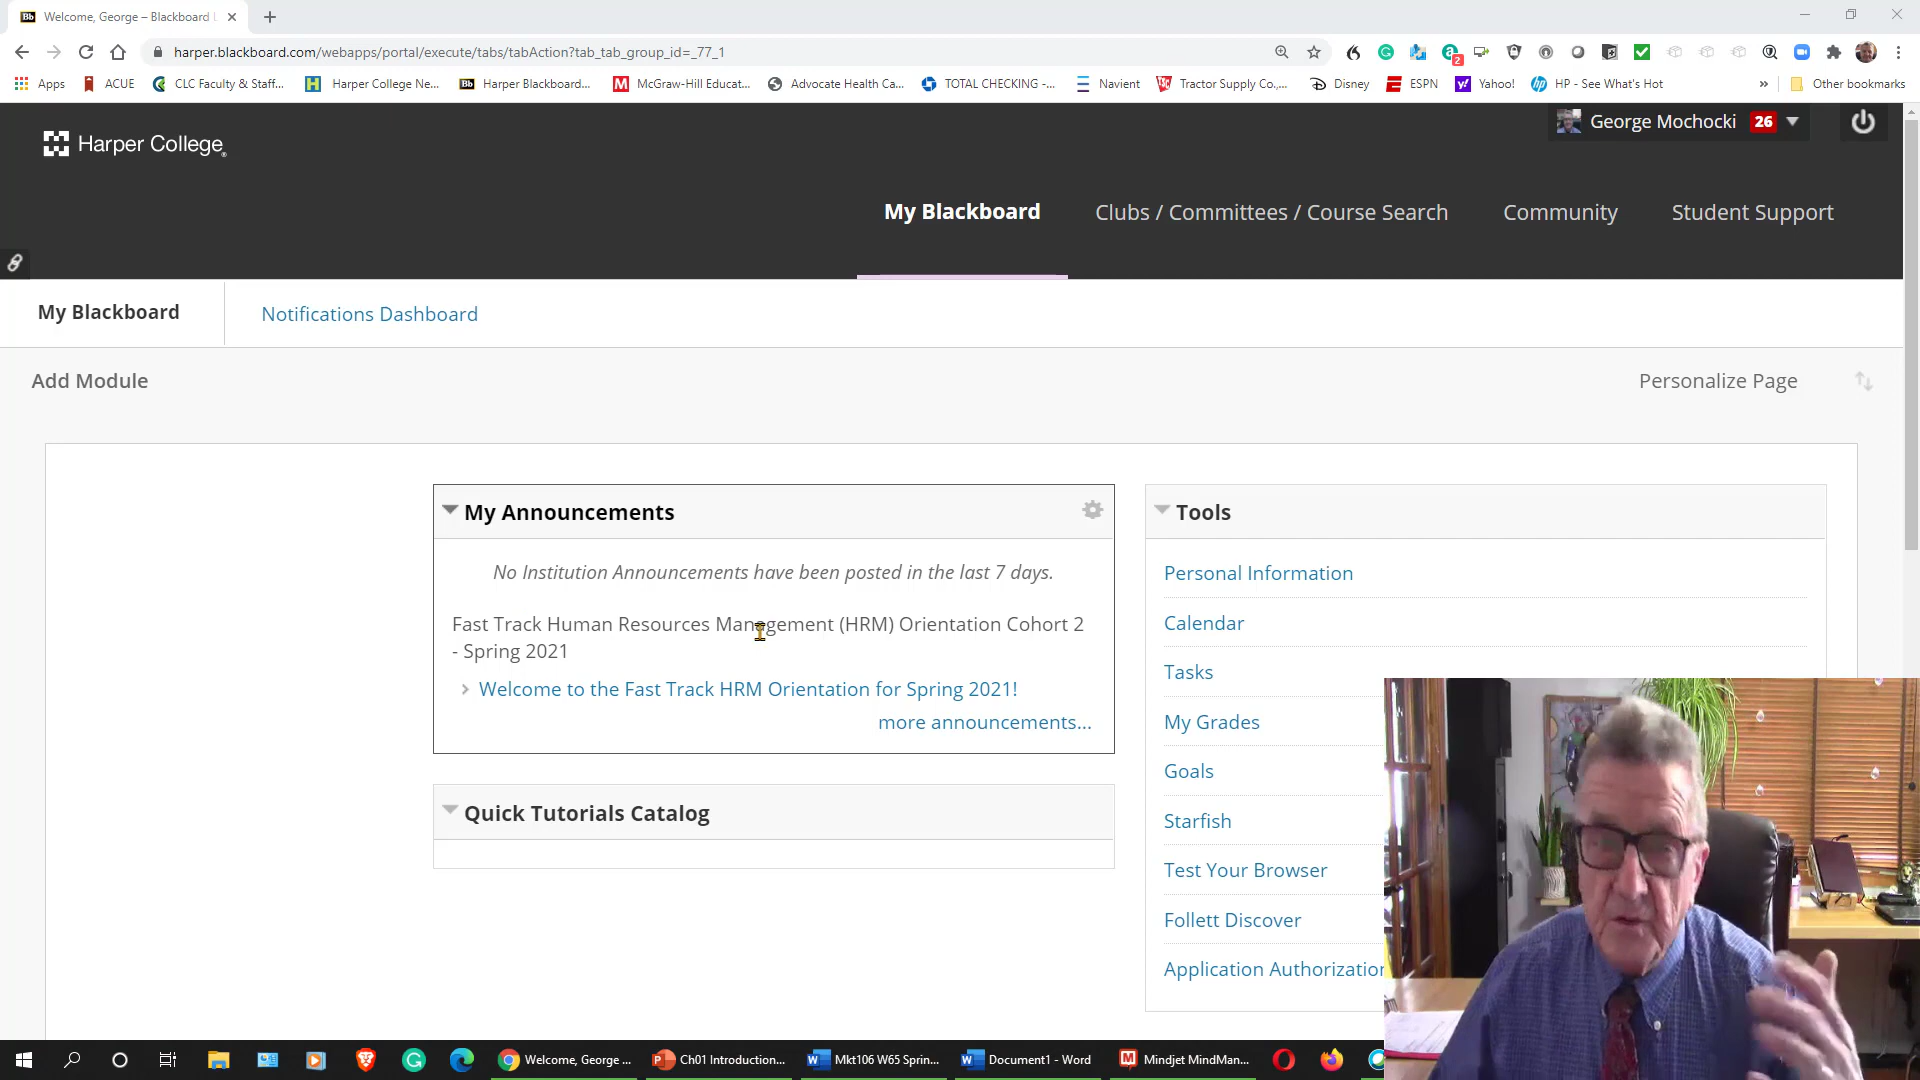 Welcome, George – Blackboard L
harper.blackboard.com/webapps/portal/execute/tabs/tabAction?tab_tab_group_id=_77_1
2
Apps ACUE CLC Faculty & Staff... Harper College Ne... Harper Blackboard... McGraw-Hill Educat... Advocate Health Ca... TOTAL CHECKING -... Navient Tractor Supply Co.,... Disney ESPN Yahoo! HP - See What's Hot » Other bookmarks
George Mochocki 26
Harper College®
My Blackboard Clubs / Committees / Course Search Community Student Support
My Blackboard Notifications Dashboard
Add Module Personalize Page
My Announcements
No Institution Announcements have been posted in the last 7 days.
Fast Track Human Resources Management (HRM) Orientation Cohort 2
- Spring 2021
Welcome to the Fast Track HRM Orientation for Spring 2021!
more announcements...
Quick Tutorials Catalog
Tools
Personal Information
Calendar
Tasks
My Grades
Goals
Starfish
Test Your Browser
Follett Discover
Application Authorization
Welcome, George ... Ch01 Introduction... Mkt106 W65 Sprin... Document1 - Word Mindjet MindMan...